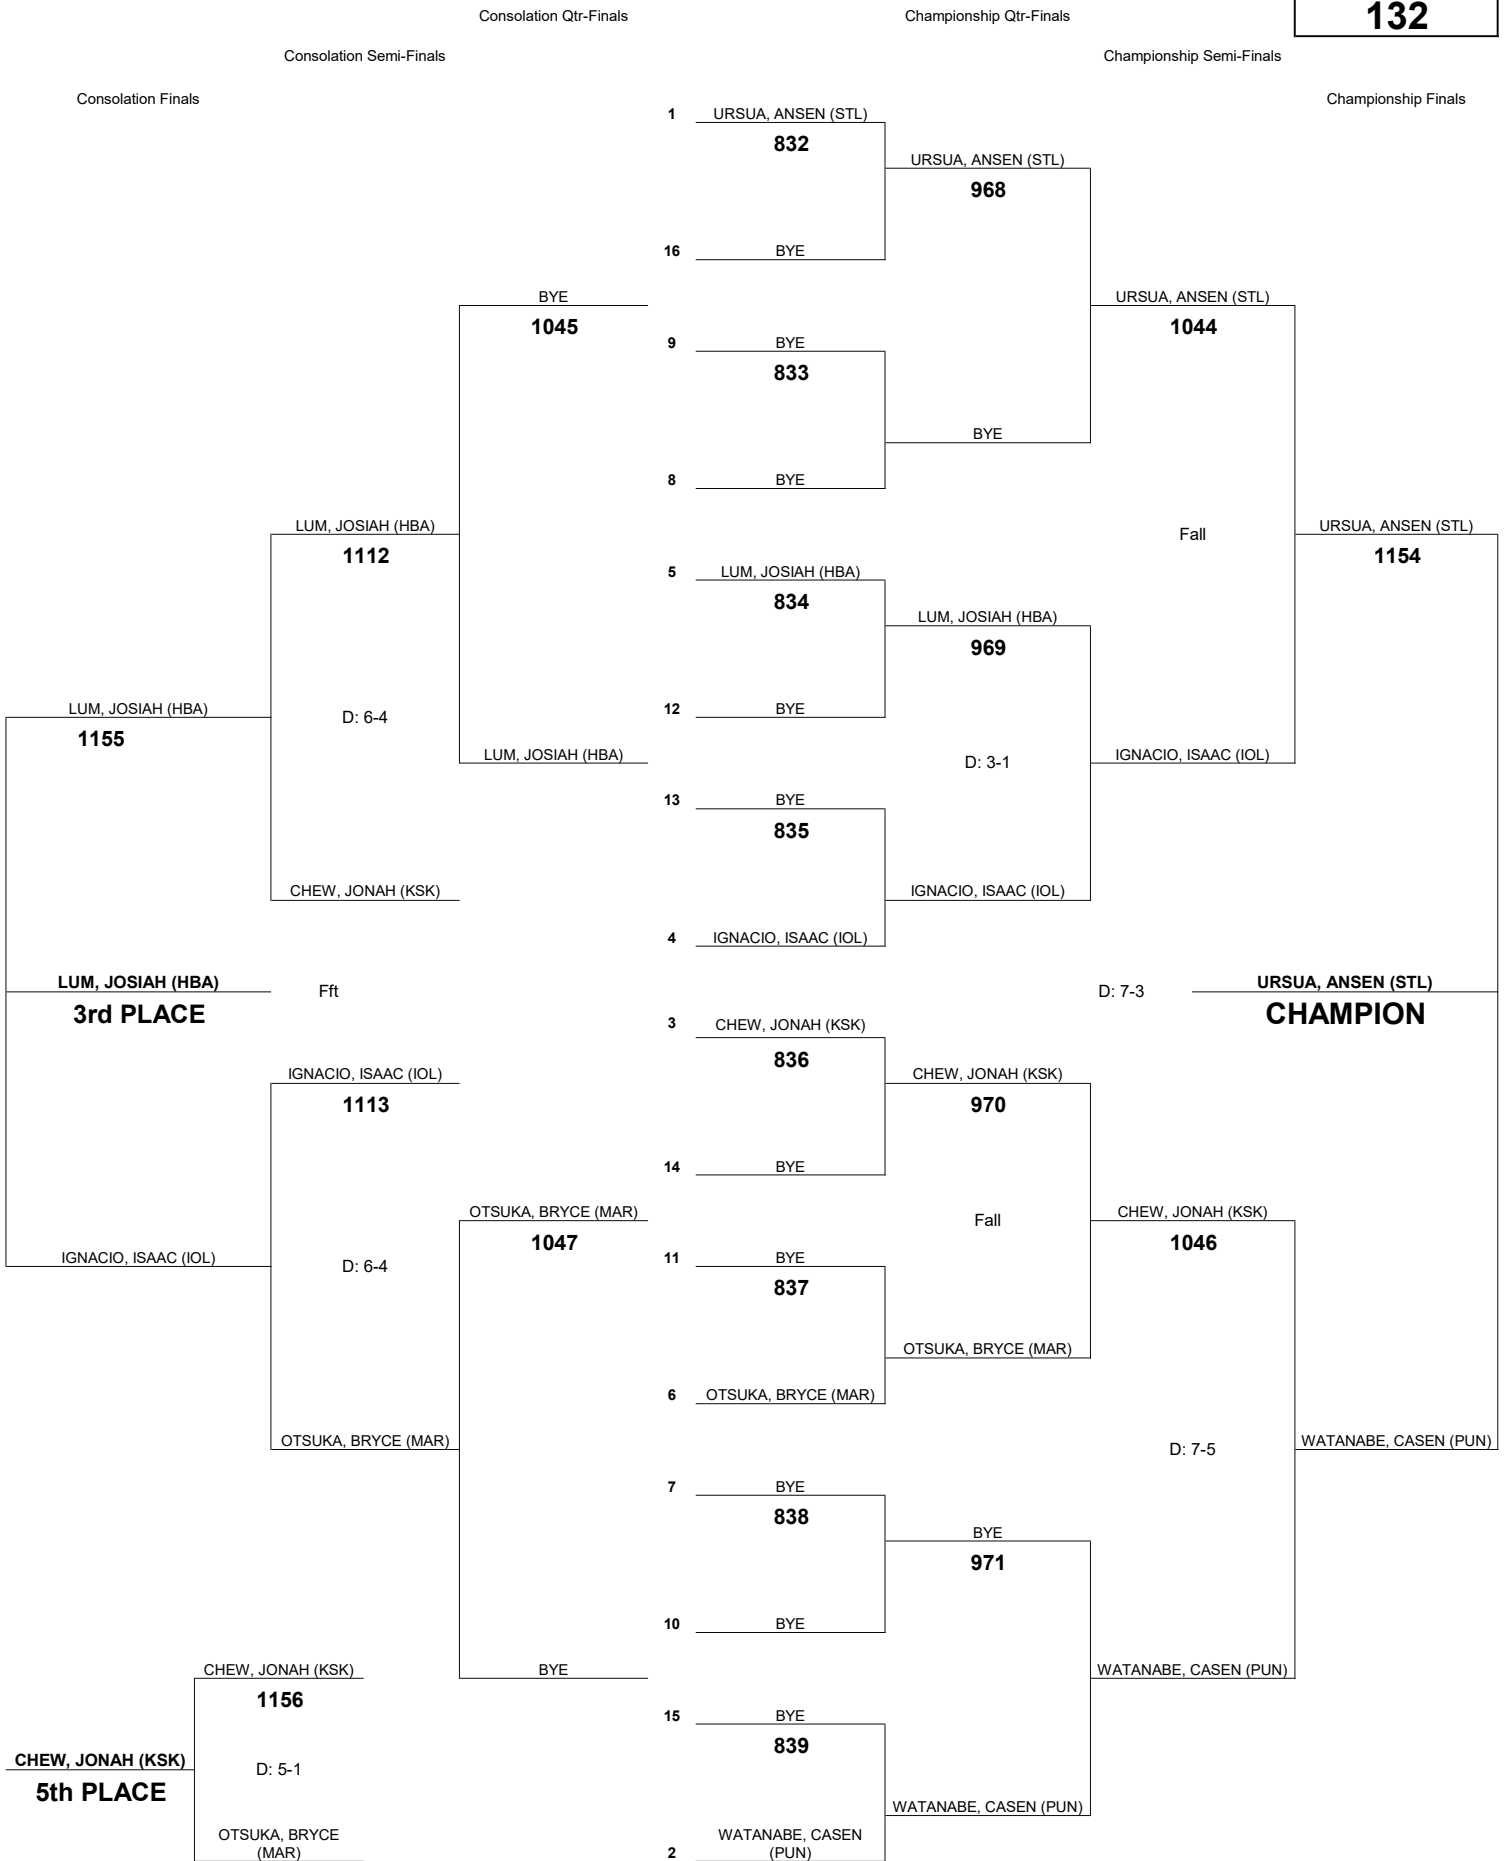 Consolation Qtr-Finals
Championship Qtr-Finals
132
Consolation Semi-Finals
Championship Semi-Finals
Consolation Finals
Championship Finals
1 URSUA, ANSEN (STL)
832
URSUA, ANSEN (STL)
968
16 BYE
BYE
URSUA, ANSEN (STL)
1045
1044
9 BYE
833
BYE
8 BYE
LUM, JOSIAH (HBA)
Fall
URSUA, ANSEN (STL)
1112
1154
5 LUM, JOSIAH (HBA)
834
LUM, JOSIAH (HBA)
969
LUM, JOSIAH (HBA)
D: 6-4
12 BYE
1155
LUM, JOSIAH (HBA)
D: 3-1
IGNACIO, ISAAC (IOL)
13 BYE
835
CHEW, JONAH (KSK)
IGNACIO, ISAAC (IOL)
4 IGNACIO, ISAAC (IOL)
LUM, JOSIAH (HBA)
Fft
D: 7-3
URSUA, ANSEN (STL)
3rd PLACE
CHAMPION
3 CHEW, JONAH (KSK)
836
IGNACIO, ISAAC (IOL)
CHEW, JONAH (KSK)
1113
970
14 BYE
OTSUKA, BRYCE (MAR)
Fall
CHEW, JONAH (KSK)
1047
1046
IGNACIO, ISAAC (IOL)
D: 6-4
11 BYE
837
OTSUKA, BRYCE (MAR)
6 OTSUKA, BRYCE (MAR)
OTSUKA, BRYCE (MAR)
D: 7-5
WATANABE, CASEN (PUN)
7 BYE
838
BYE
971
10 BYE
CHEW, JONAH (KSK)
BYE
WATANABE, CASEN (PUN)
1156
15 BYE
839
CHEW, JONAH (KSK)
D: 5-1
5th PLACE
WATANABE, CASEN (PUN)
OTSUKA, BRYCE
(MAR)
WATANABE, CASEN
2 (PUN)